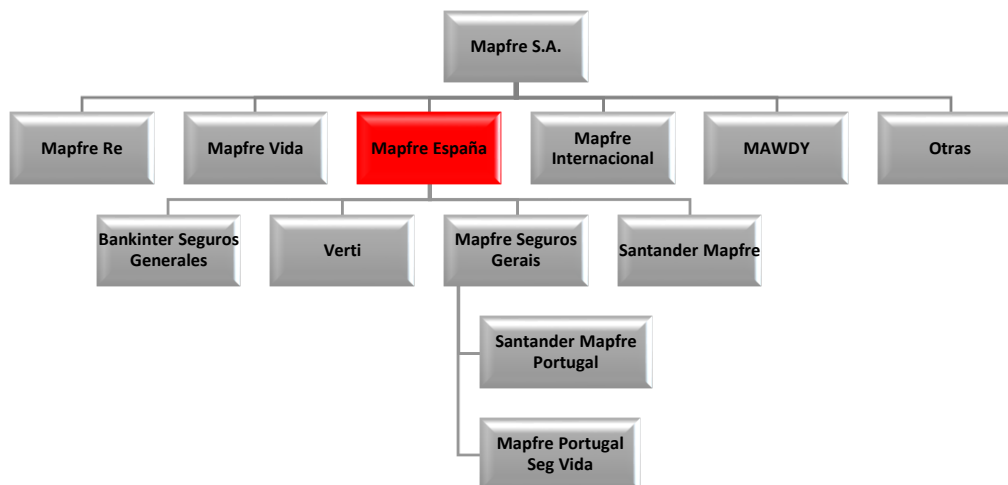 Mapfre S.A.
Mapfre Re
Mapfre Vida
Mapfre España
Mapfre
Internacional
MAWDY
Otras
Bankinter Seguros
Generales
Verti
Mapfre Seguros
Gerais
Santander Mapfre
Santander Mapfre
Portugal
Mapfre Portugal
Seg Vida